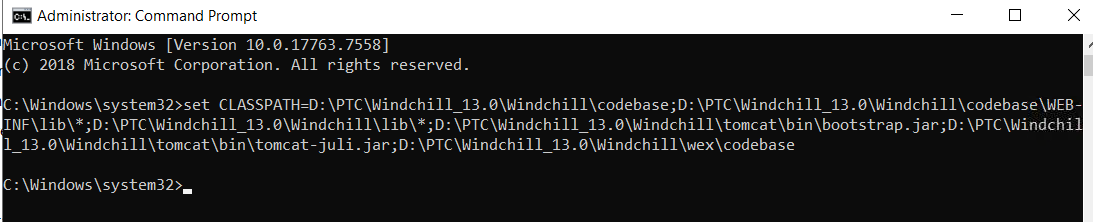 Administrator: Command Prompt
Microsoft Windows [Version 10.0.17763.7558]
(c) 2018 Microsoft Corporation. All rights reserved.
C:\Windows\system32>set CLASSPATH=D:\PTC\Windchill_13.0\Windchill\codebase;D:\PTC\Windchill_13.0\Windchill\codebase\WEB-
INF\lib\*;D:\PTC\Windchill_13.0\Windchill\lib\*;D:\PTC\Windchill_13.0\Windchill\tomcat\bin\bootstrap.jar;D:\PTC\Windchil
l_13.0\Windchill\tomcat\bin\tomcat-juli.jar;D:\PTC\Windchill_13.0\Windchill\wex\codebase
C:\Windows\system32>